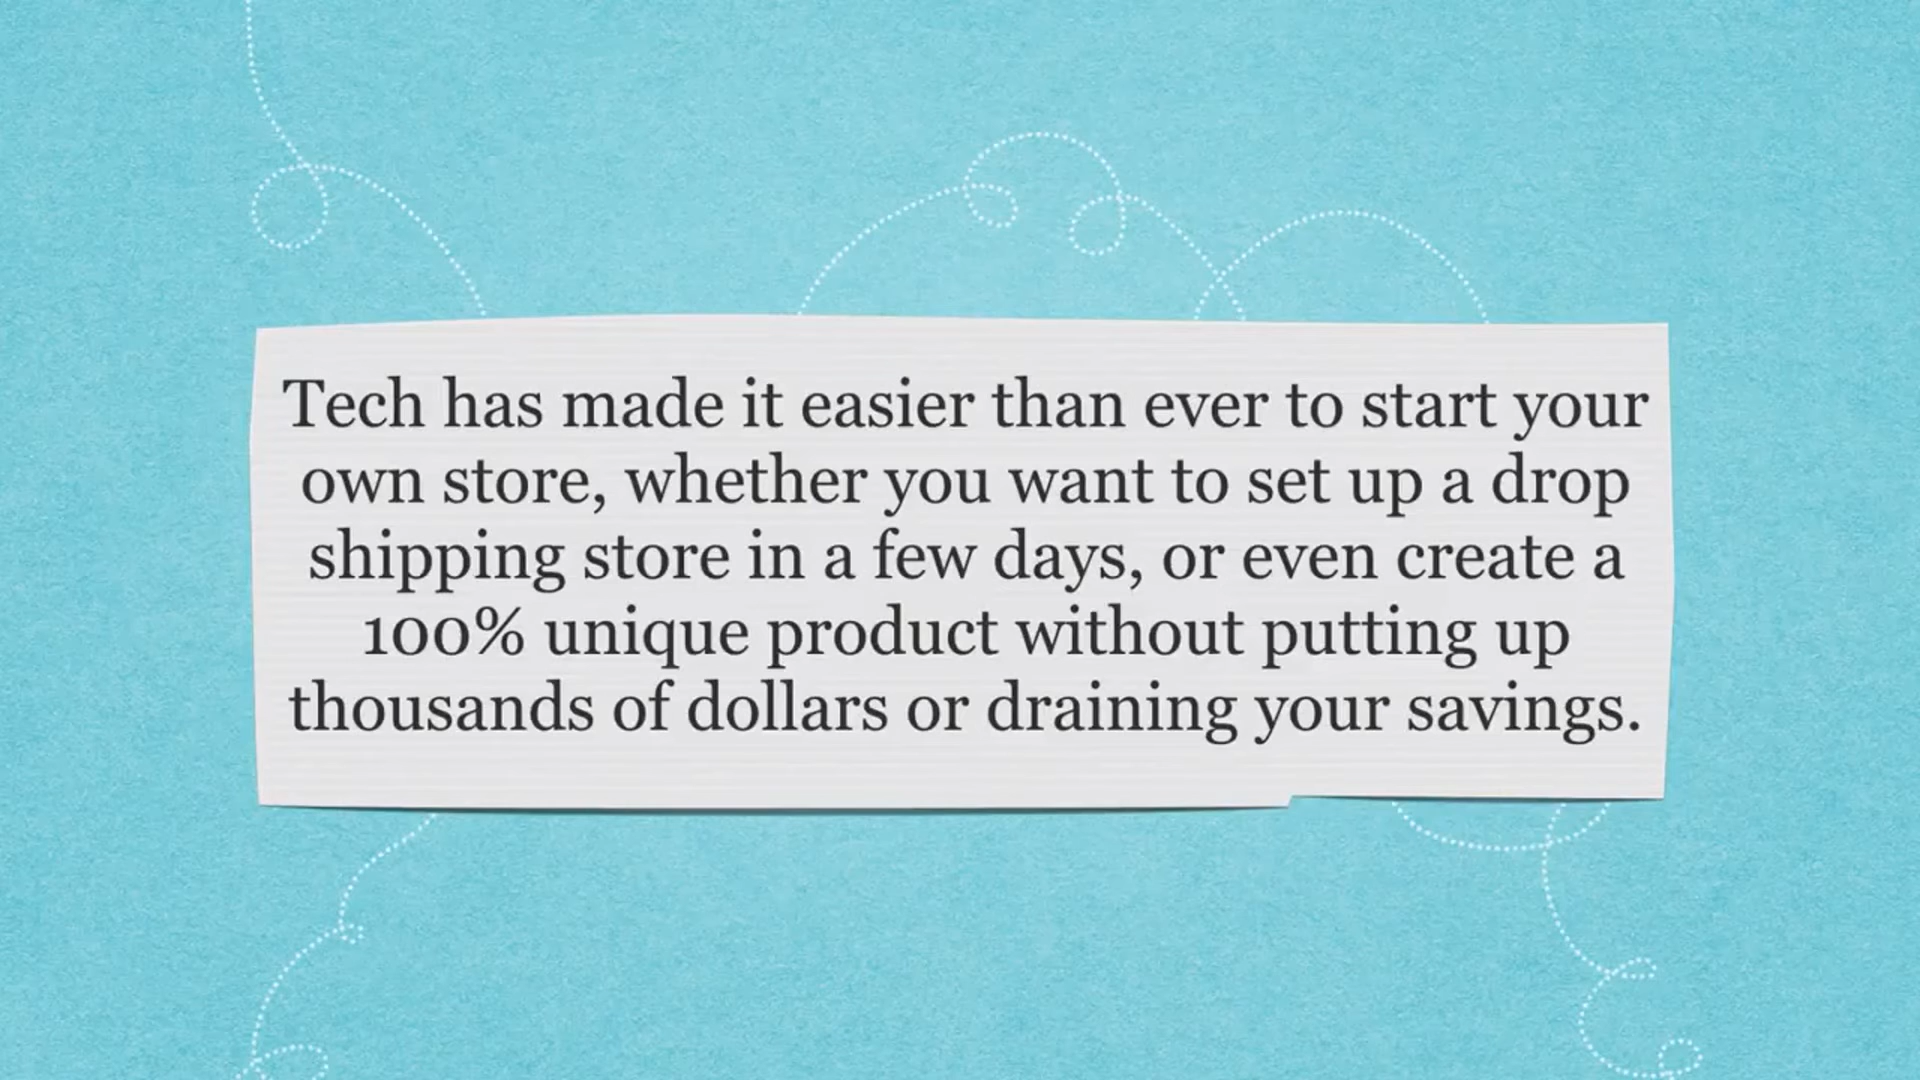 Tech has made it easier than ever to start your
own store, whether you want to set up a drop
shipping store in a few days, or even create a
100% unique product without putting up
thousands of dollars or draining your savings.